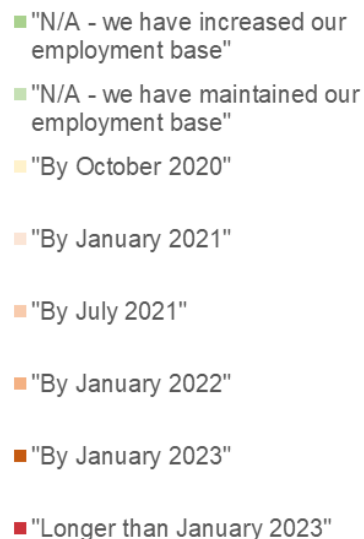 "N/A - we have increased our
employment base"
"N/A - we have maintained our
employment base"
"By October 2020"
"By January 2021"
"By July 2021"
"By January 2022"
"By January 2023"
"Longer than January 2023"